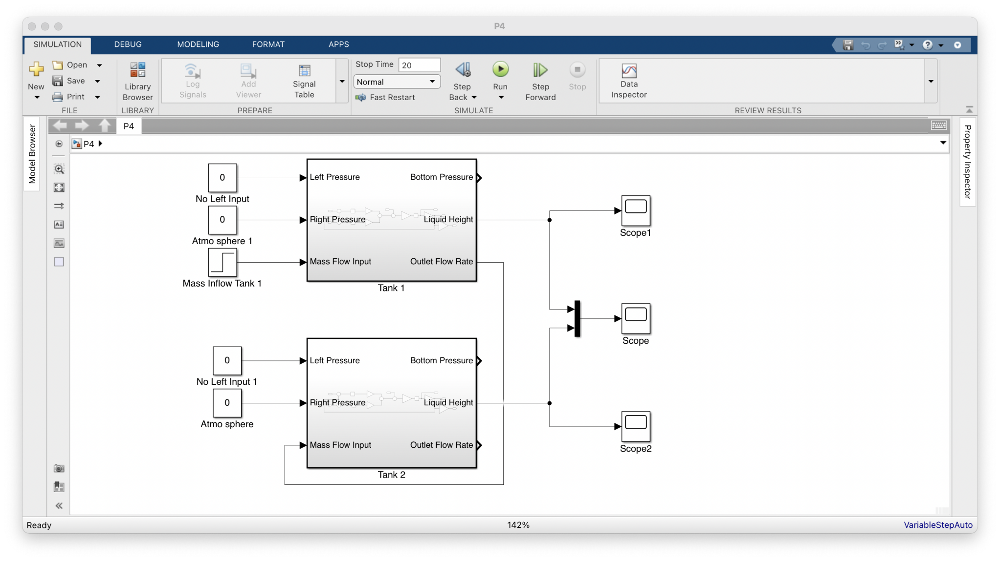 P4
SIMULATION
DEBUG
MODELING
FORMAT
APPS
New
Open
Save
Print
FILE
Library
Browser
LIBRARY
Log
Signals
Add
Viewer
Signal
Table
PREPARE
Stop Time 20
Normal
Fast Restart
Step
Back
Run
Step
Forward
Stop
SIMULATE
Data
Inspector
REVIEW RESULTS
Model Browser
P4
P4
Property Inspector
0
No Left Input
0
Atmo sphere 1
Mass Inflow Tank 1
Left Pressure
Bottom Pressure
Right Pressure
Liquid Height
Mass Flow Input
Outlet Flow Rate
Tank 1
Scope1
Scope
0
No Left Input 1
0
Atmo sphere
Left Pressure
Bottom Pressure
Right Pressure
Liquid Height
Mass Flow Input
Outlet Flow Rate
Tank 2
Scope2
Ready
142%
VariableStepAuto